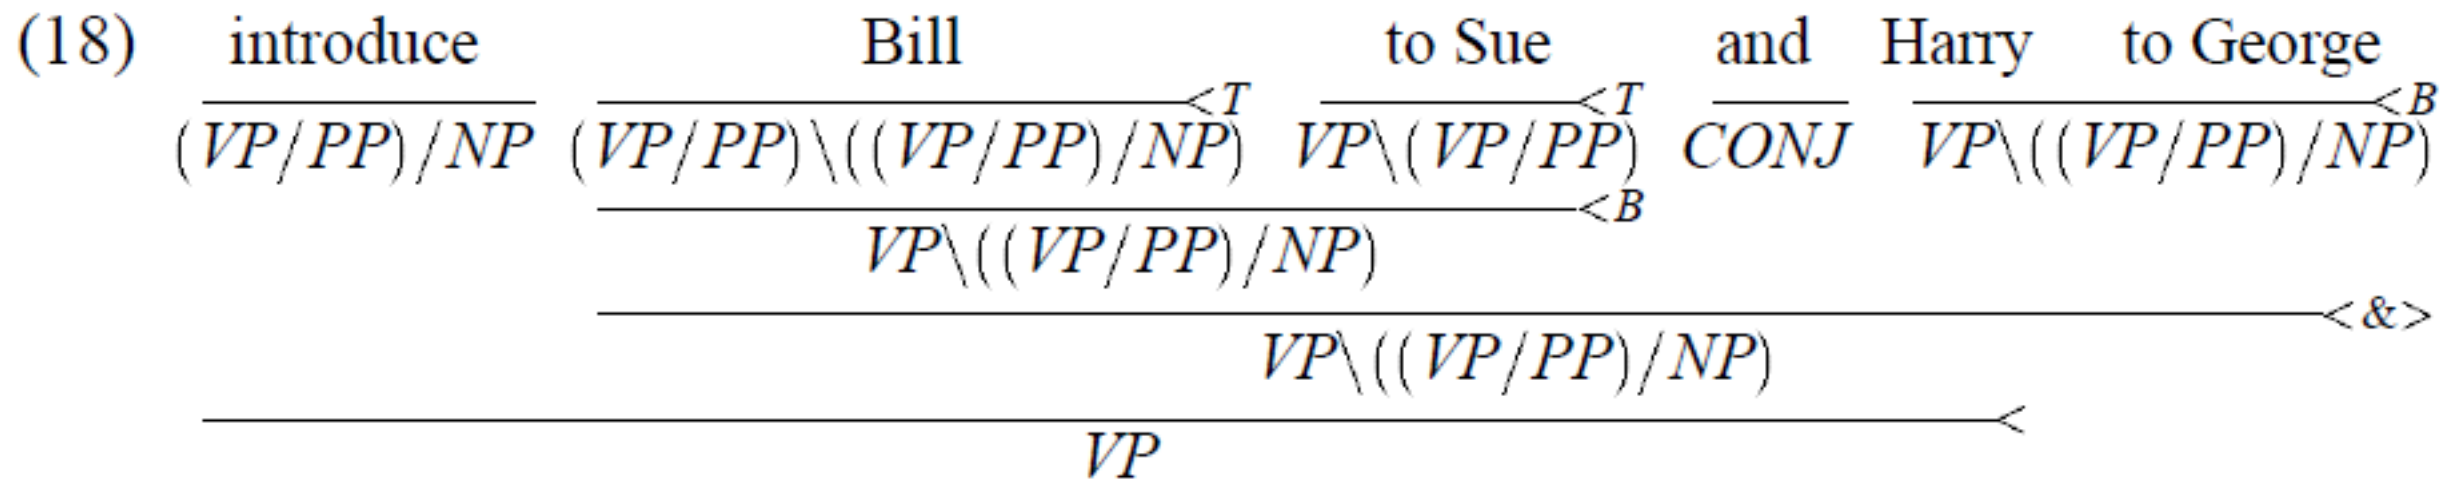 (18) introduce Bill to Sue and Harry to George
<T <T <B
(VP/PP)/NP (VP/PP)\((VP/PP)/NP) VP\(VP/PP) CONJ VP\((VP/PP)/NP)
<B
VP\((VP/PP)/NP)
<&>
VP\((VP/PP)/NP)
<
VP